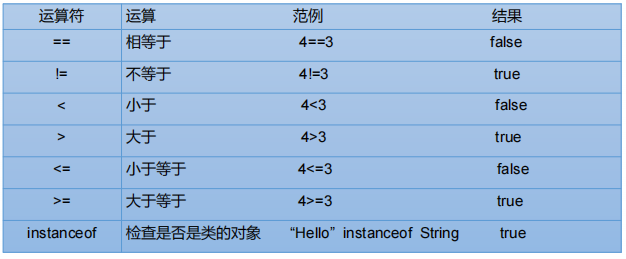 运算符 运算 范例 结果
== 相等于 4==3 false
!= 不等于 4!=3 true
< 小于 4<3 false
> 大于 4>3 true
<= 小于等于 4<=3 false
>= 大于等于 4>=3 true
instanceof 检查是否是类的对象 “Hello” instanceof String true